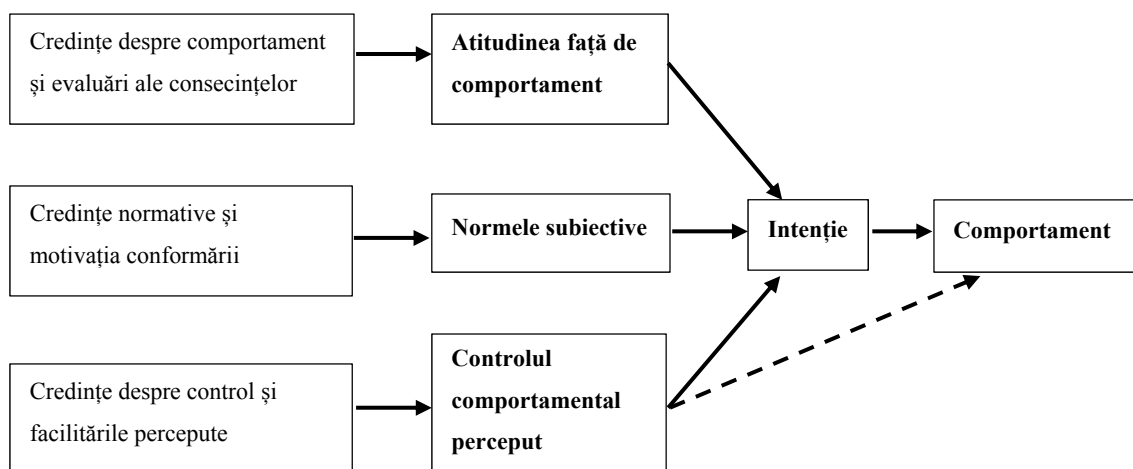 Credințe despre comportament
și evaluări ale consecințelor
Atitudinea față de
comportament
Credințe normative și
motivația conformării
Normele subiective
Intenție
Comportament
Credințe despre control și
facilitările percepute
Controlul
comportamental
perceput